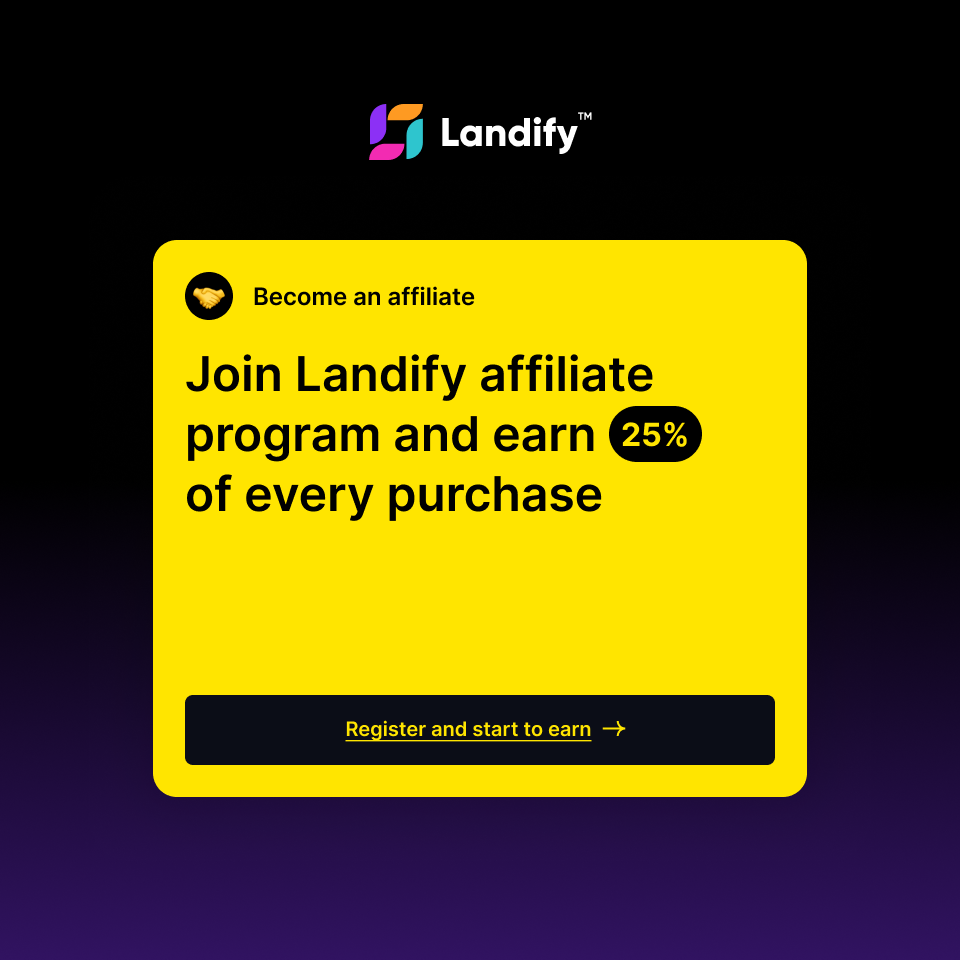 Landify™
Become an affiliate
Join Landify affiliate
program and earn 25%
of every purchase
Register and start to earn →